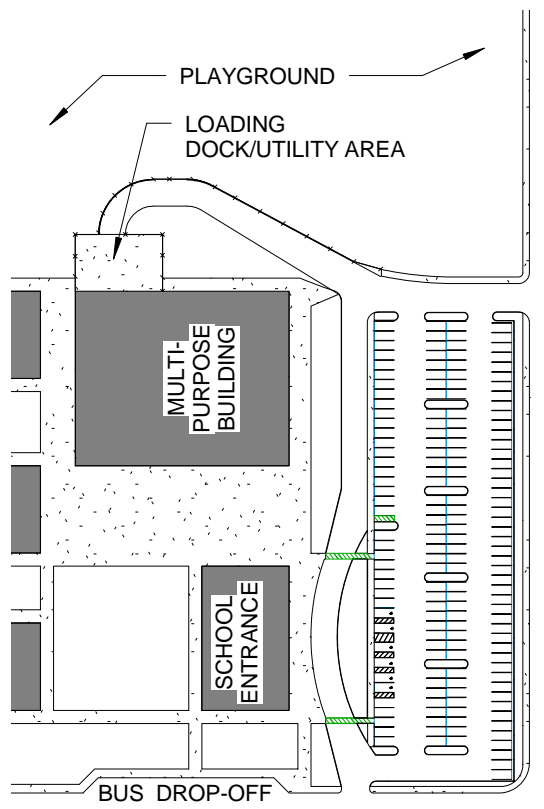 PLAYGROUND
LOADING
DOCK/UTILITY AREA
MULTI-
PURPOSE
BUILDING
SCHOOL
ENTRANCE
BUS DROP-OFF